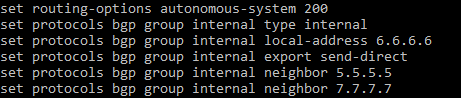 set routing-options autonomous-system 200
set protocols bgp group internal type internal
set protocols bgp group internal local-address 6.6.6.6
set protocols bgp group internal export send-direct
set protocols bgp group internal neighbor 5.5.5.5
set protocols bgp group internal neighbor 7.7.7.7